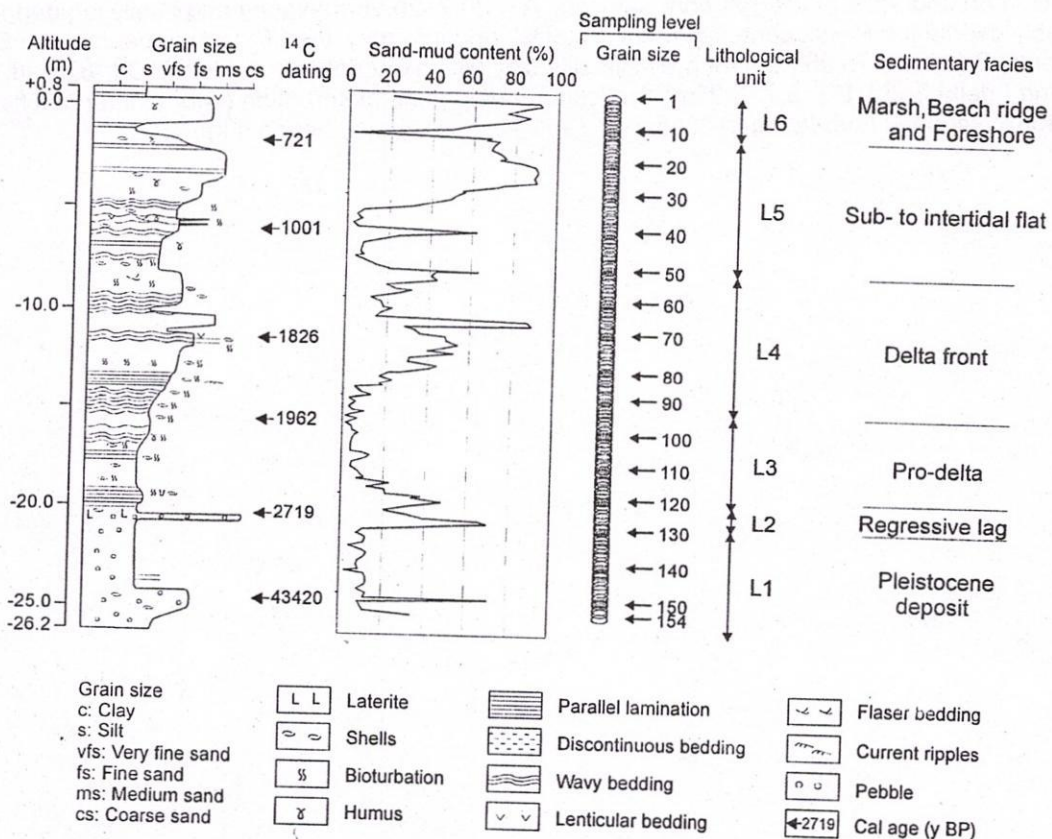 Sampling level
Altitude (m)
Grain size
c s vfs fs ms cs
14C dating
Sand-mud content (%)
0 20 40 60 80 100
Grain size
Lithological unit
Sedimentary facies
+0.8
0.0
-10.0
-20.0
-25.0
-26.2
721
1001
1826
1962
2719
43420
1
10
20
30
40
50
60
70
80
90
100
110
120
130
140
150
154
L6
L5
L4
L3
L2
L1
Marsh,Beach ridge
and Foreshore
Sub- to intertidal flat
Delta front
Pro-delta
Regressive lag
Pleistocene
deposit
Grain size
c: Clay
s: Silt
vfs: Very fine sand
fs: Fine sand
ms: Medium sand
cs: Coarse sand
L L Laterite
Shells
Bioturbation
Humus
Parallel lamination
Discontinuous bedding
Wavy bedding
Lenticular bedding
Flaser bedding
Current ripples
Pebble
2719 Cal age (y BP)